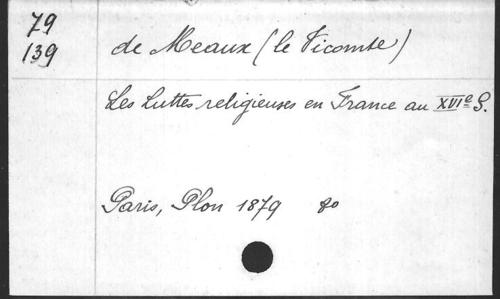 79
139
de Meaux (le Vicomte)
Les Luttes religieuses en France au XVIe S.
Paris, Plon 1879 8o